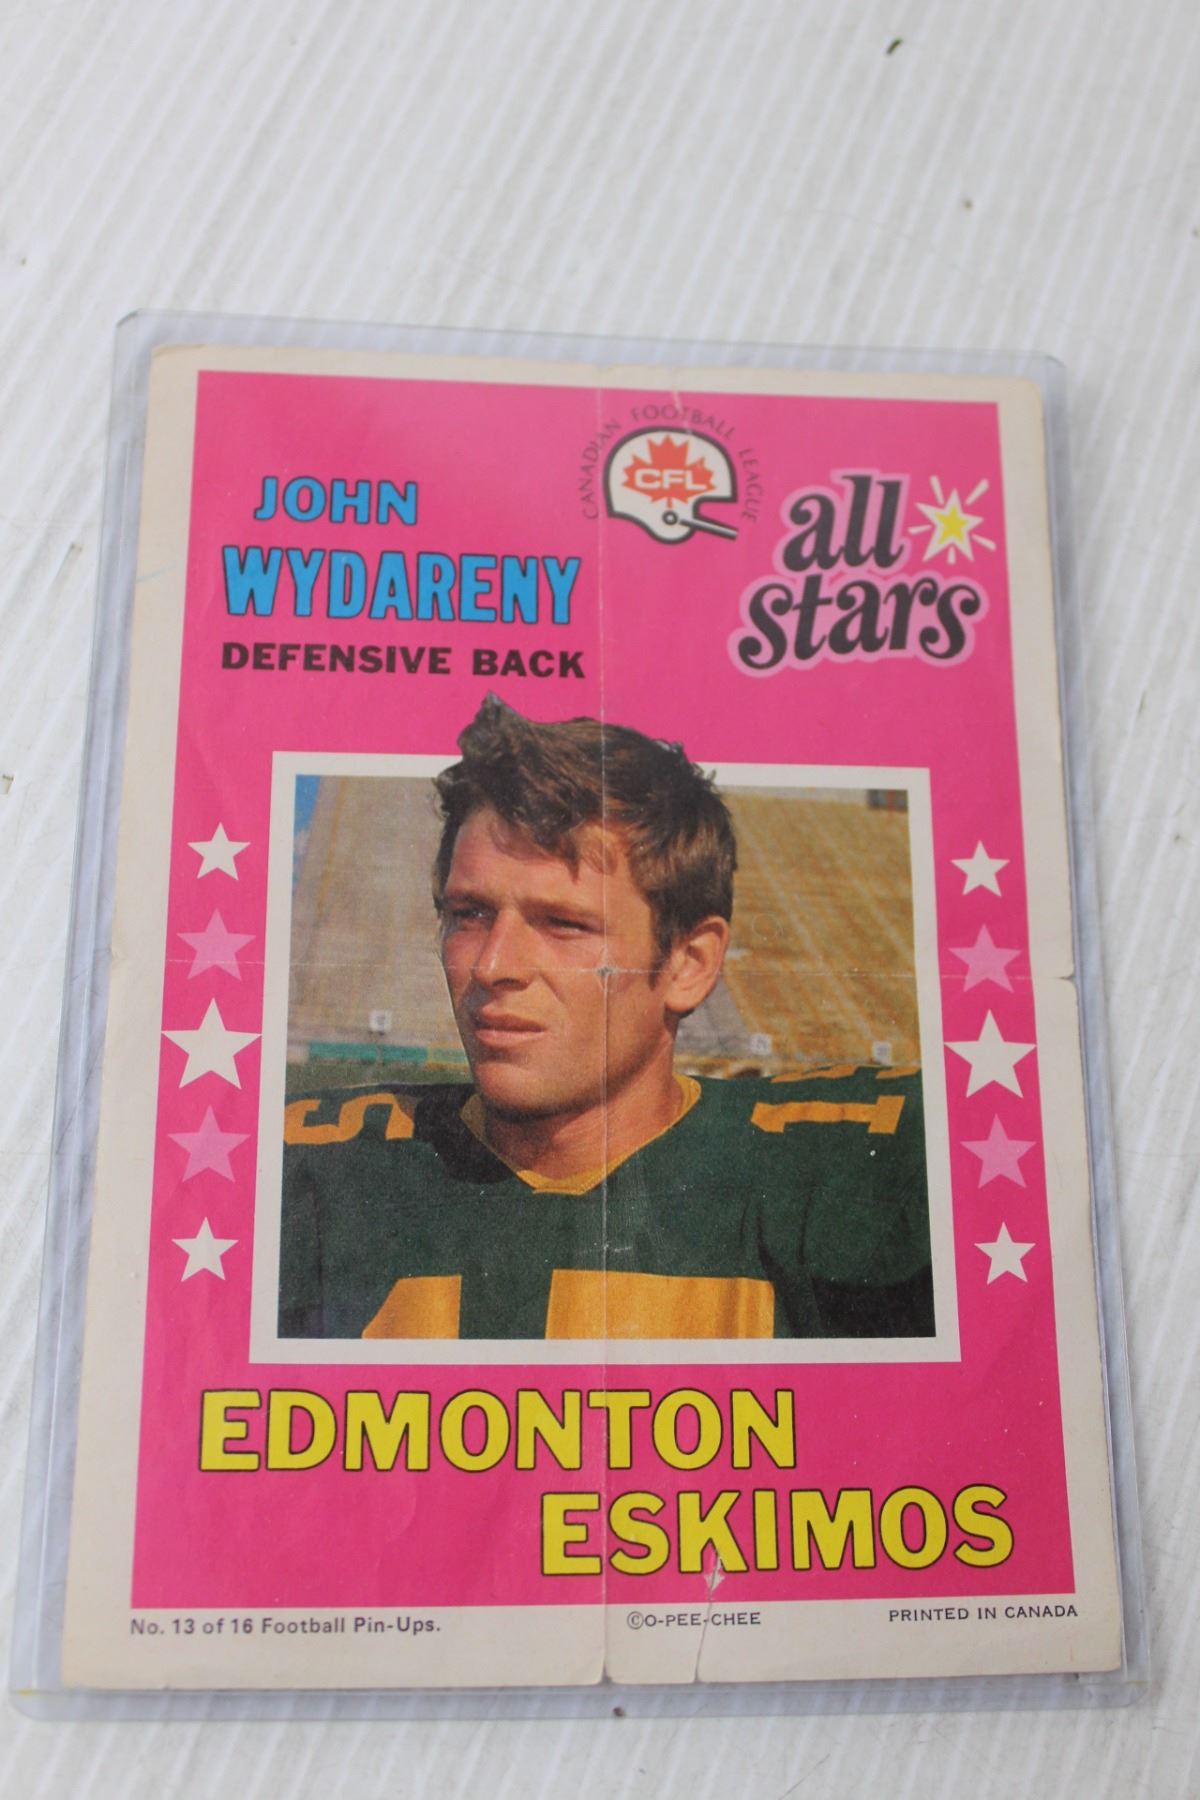 CANADIAN FOOTBALL LEAGUE
CFL
JOHN
WYDARENY
DEFENSIVE BACK
all
stars
15
EDMONTON
ESKIMOS
No. 13 of 16 Football Pin-Ups.
©O-PEE-CHEE
PRINTED IN CANADA